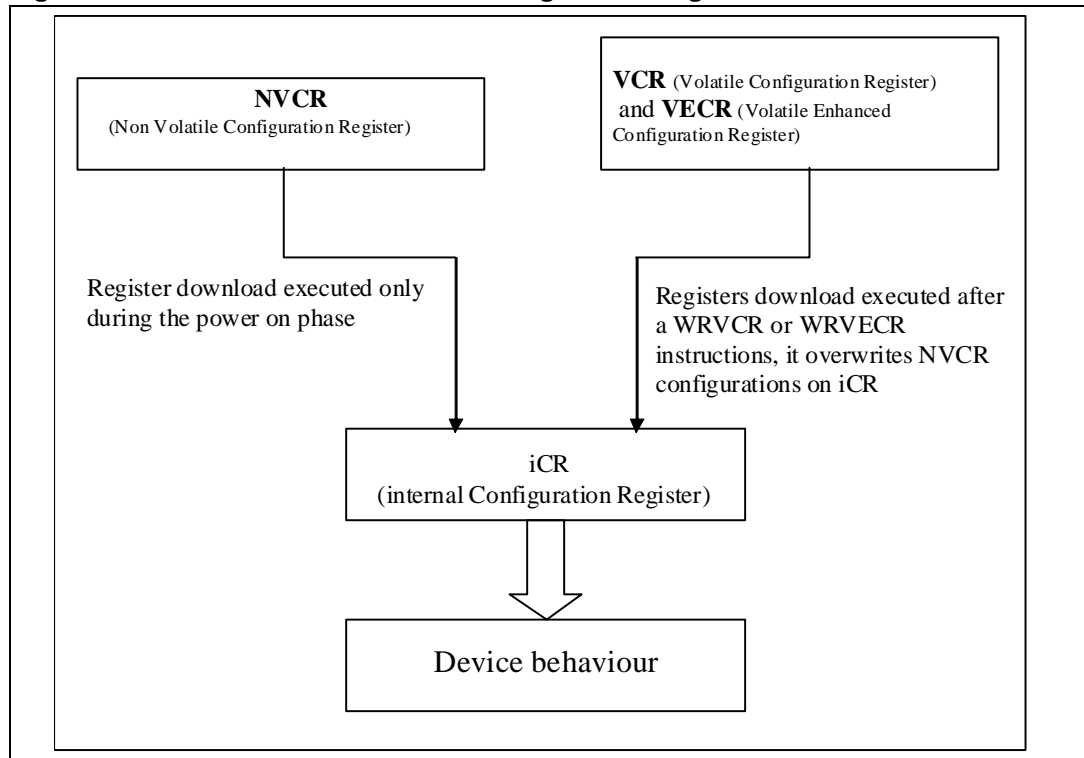 NVCR
(Non Volatile Configuration Register)
VCR (Volatile Configuration Register)
and VECR (Volatile Enhanced
Configuration Register)
Register download executed only
during the power on phase
Registers download executed after
a WRVCR or WRVECR
instructions, it overwrites NVCR
configurations on iCR
iCR
(internal Configuration Register)
Device behaviour